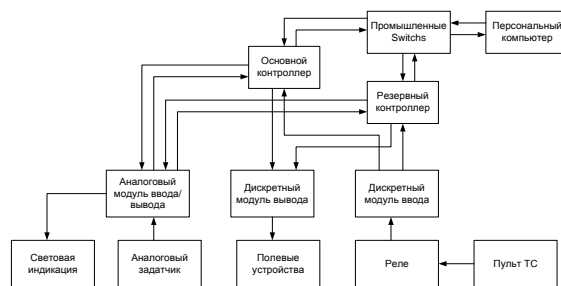 Промышленные
Switchs
Персональный
компьютер
Основной
контроллер
Резервный
контроллер
Аналоговый
модуль ввода/
вывода
Дискретный
модуль вывода
Дискретный
модуль ввода
Световая
индикация
Аналоговый
задатчик
Полевые
устройства
Реле
Пульт ТС